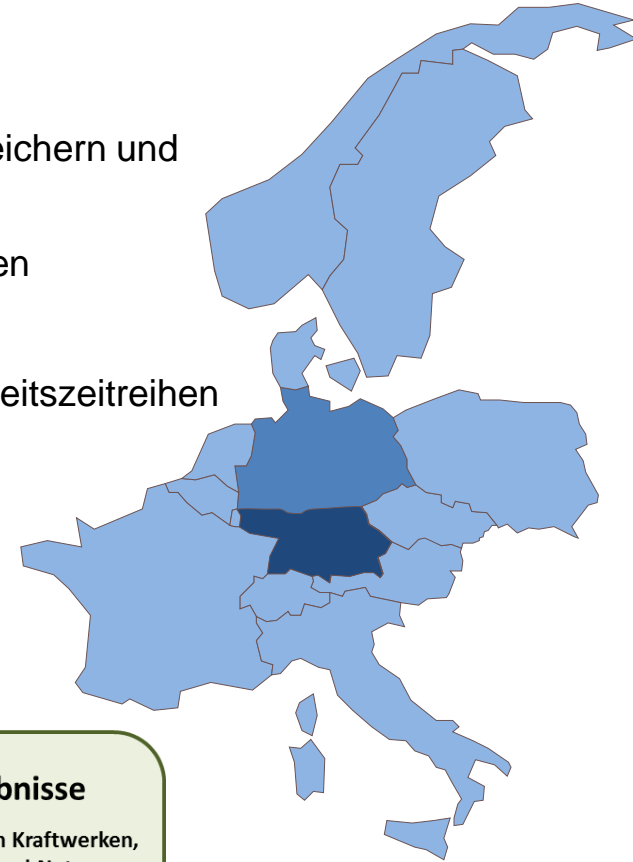 eichern und
en
eitszeitreihen
bnisse
n Kraftwerken,